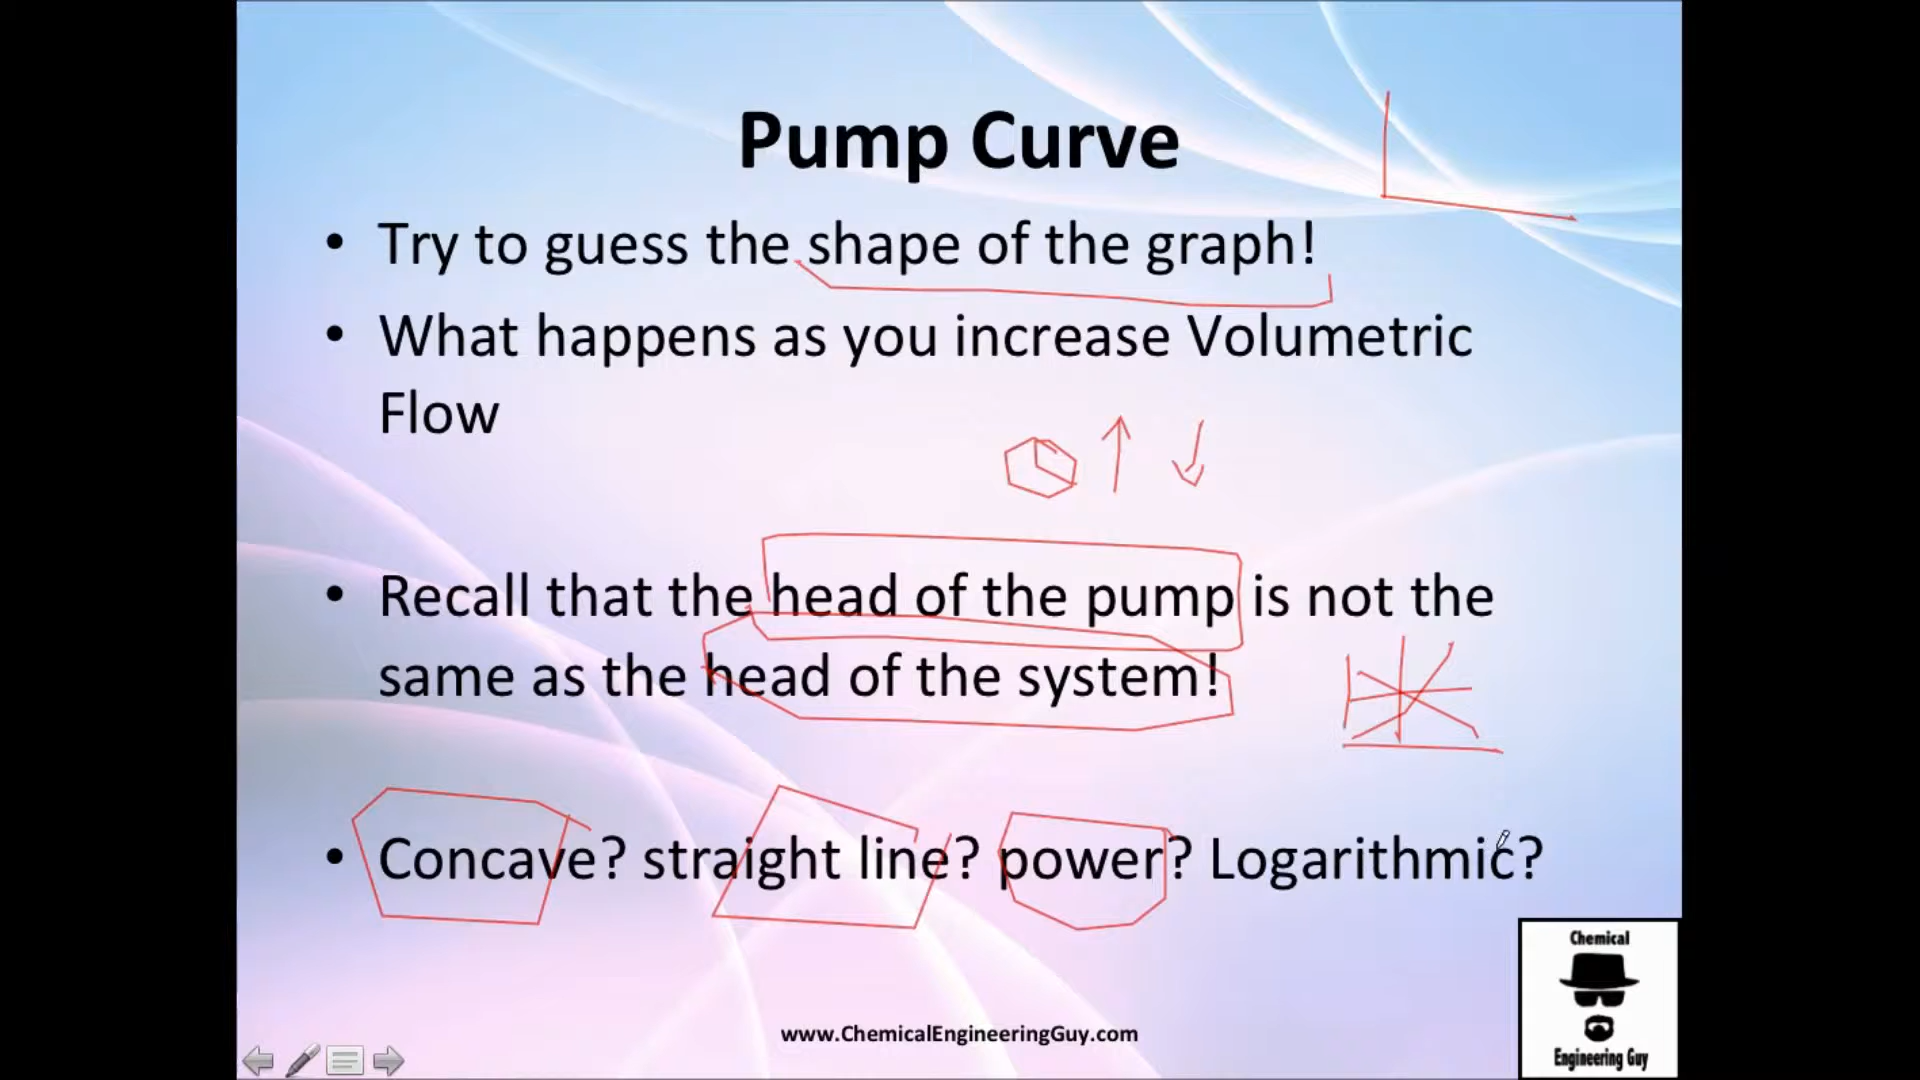 Pump Curve
• Try to guess the shape of the graph!
• What happens as you increase Volumetric
Flow
• Recall that the head of the pump is not the
same as the head of the system!
• Concave? straight line? power? Logarithmic?
www.ChemicalEngineeringGuy.com
Chemical
Engineering Guy